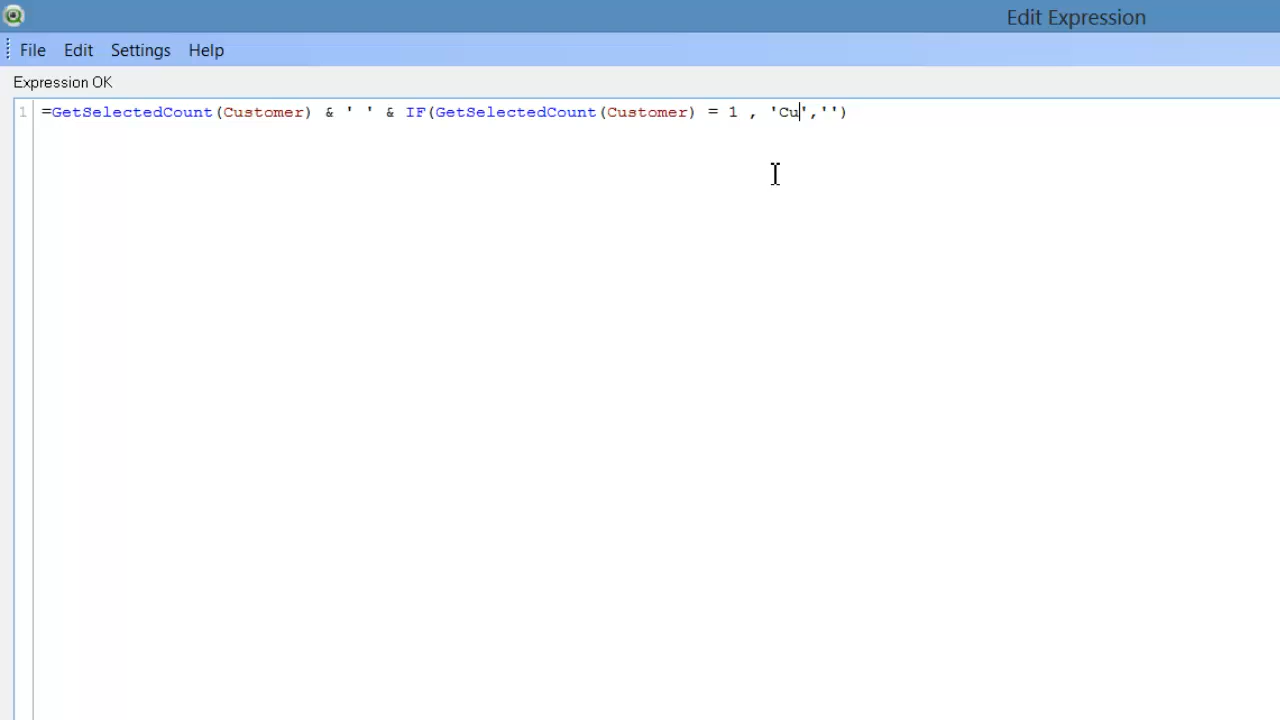 Edit Expression
File Edit Settings Help
Expression OK
1 =GetSelectedCount(Customer) & ' ' & IF(GetSelectedCount(Customer) = 1 , 'Cu','')